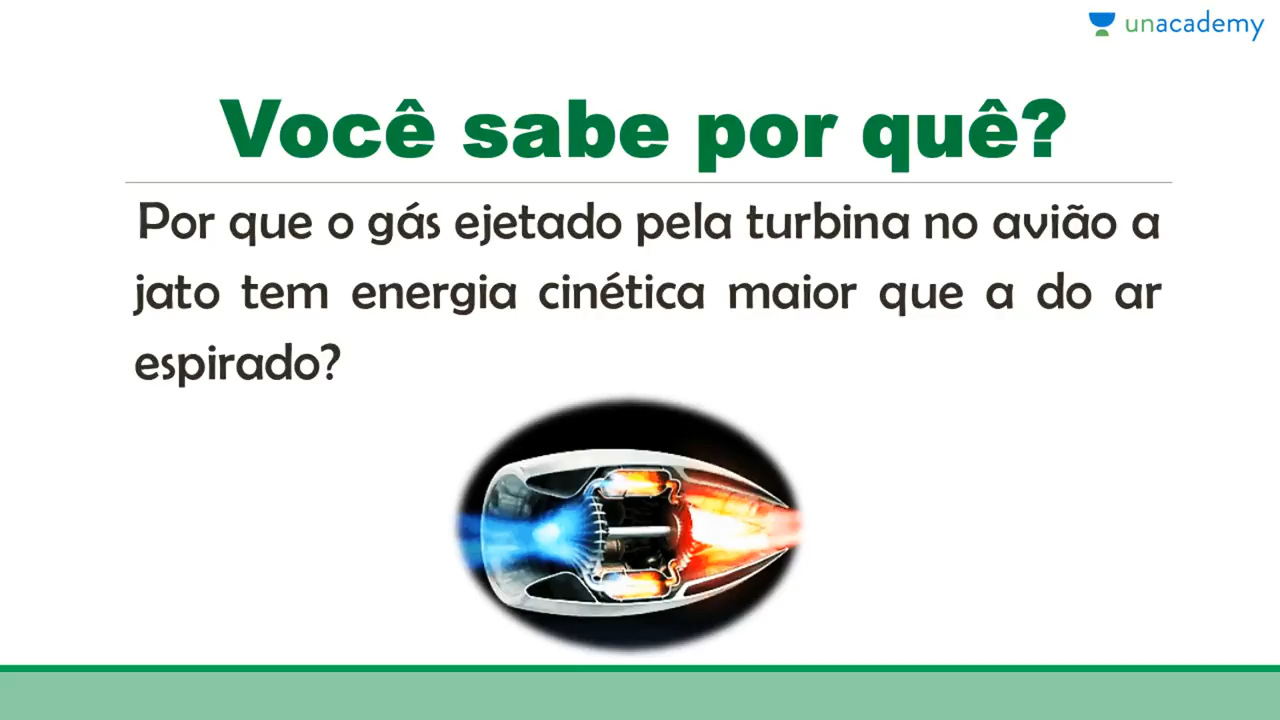 unacademy
Você sabe por quê?
Por que o gás ejetado pela turbina no avião a
jato tem energia cinética maior que a do ar
espirado?